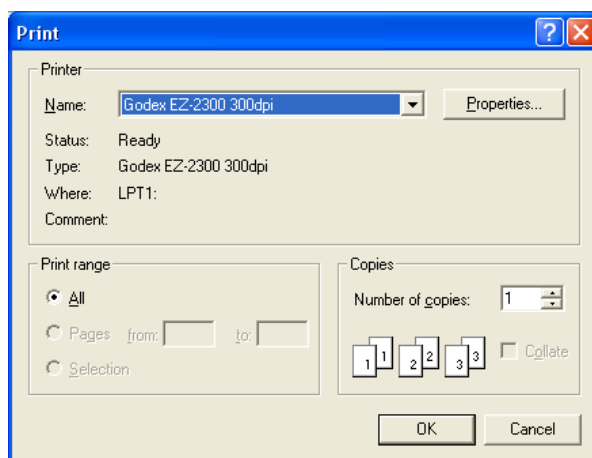 Print
Printer
Name: Godex EZ-2300 300dpi Properties...
Status: Ready
Type: Godex EZ-2300 300dpi
Where: LPT1:
Comment:
Print range
All
Pages from: to:
Selection
Copies
Number of copies: 1
1 1 2 2 3 3 Collate
OK Cancel